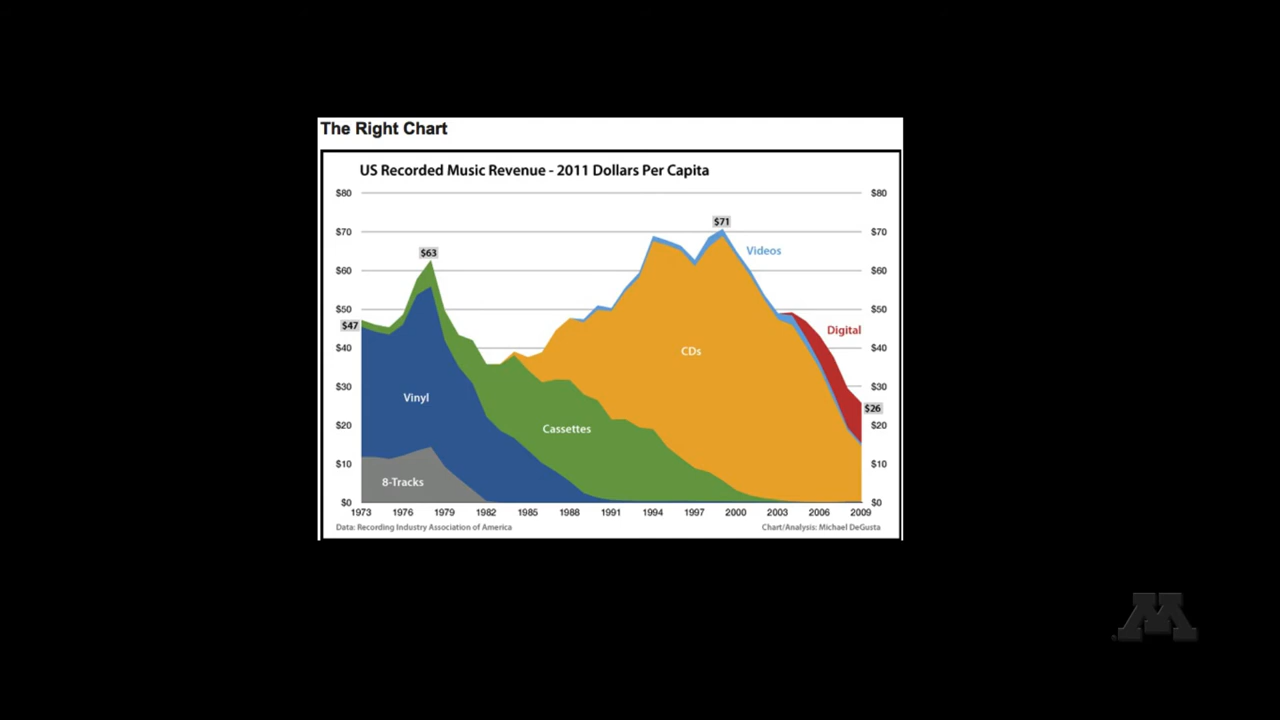 The Right Chart
US Recorded Music Revenue - 2011 Dollars Per Capita
$80 $80
$71
$70 $70
Videos
$63
$60 $60
$50 $50
$47
Digital
$40 $40
CDs
$30 $30
Vinyl
$26
$20 $20
Cassettes
$10 $10
8-Tracks
$0 $0
1973 1976 1979 1982 1985 1988 1991 1994 1997 2000 2003 2006 2009
Data: Recording Industry Association of America Chart/Analysis: Michael DeGusta
M